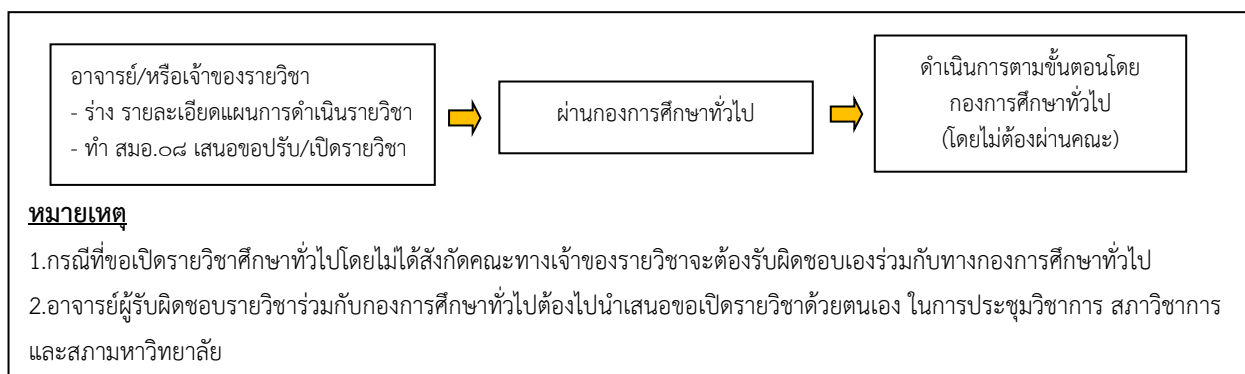 อาจารย์/หรือเจ้าของรายวิชา
- ร่าง รายละเอียดแผนการดำเนินรายวิชา
- ทำ สมอ.๐๘ เสนอขอปรับ/เปิดรายวิชา
ผ่านกองการศึกษาทั่วไป
ดำเนินการตามขั้นตอนโดย
กองการศึกษาทั่วไป
(โดยไม่ต้องผ่านคณะ)
หมายเหตุ
1.กรณีที่ขอเปิดรายวิชาศึกษาทั่วไปโดยไม่ได้สังกัดคณะทางเจ้าของรายวิชาจะต้องรับผิดชอบเองร่วมกับทางกองการศึกษาทั่วไป
2.อาจารย์ผู้รับผิดชอบรายวิชาร่วมกับกองการศึกษาทั่วไปต้องไปนำเสนอขอเปิดรายวิชาด้วยตนเอง ในการประชุมวิชาการ สภาวิชาการ
และสภามหาวิทยาลัย